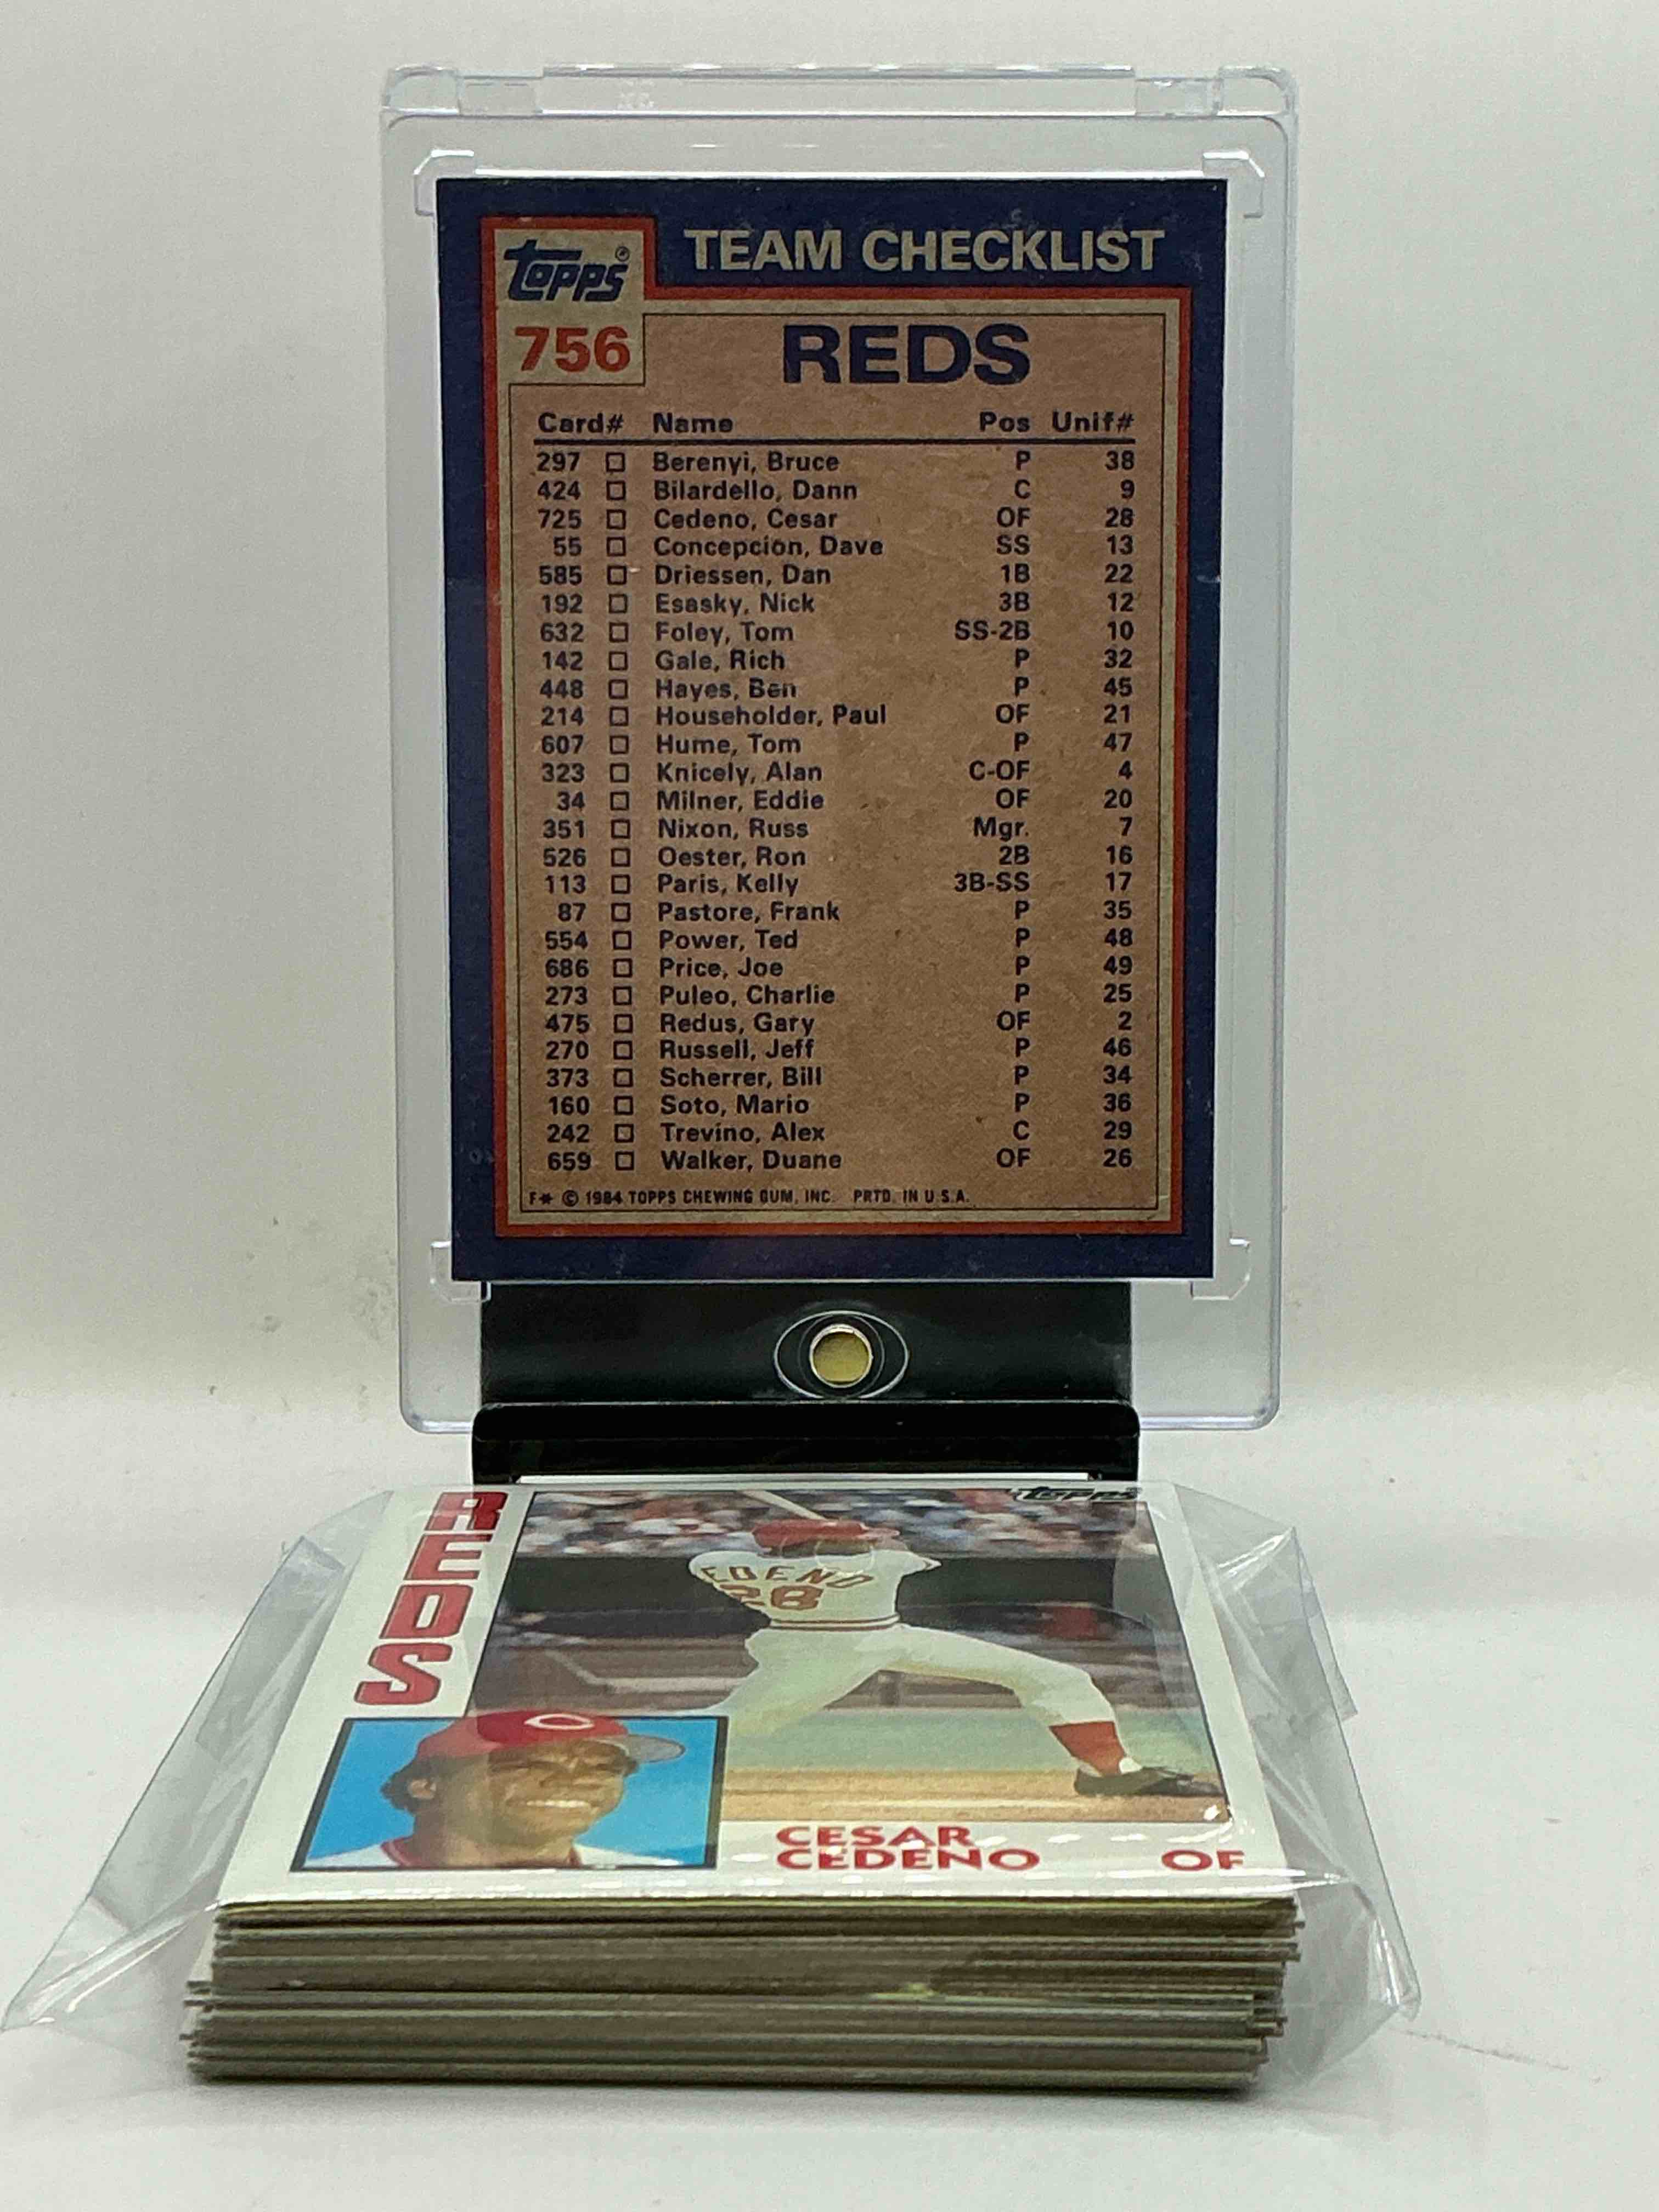 topps® TEAM CHECKLIST
756 REDS
Card# Name Pos Unif#
297 □ Berenyi, Bruce P 38
424 □ Bilardello, Dann C 9
725 □ Cedeno, Cesar OF 28
55 □ Concepcion, Dave SS 13
585 □ Driessen, Dan 1B 22
192 □ Esasky, Nick 3B 12
632 □ Foley, Tom SS-2B 10
142 □ Gale, Rich P 32
448 □ Hayes, Ben P 45
214 □ Householder, Paul OF 21
607 □ Hume, Tom P 47
323 □ Knicely, Alan C-OF 4
34 □ Milner, Eddie OF 20
351 □ Nixon, Russ Mgr. 7
526 □ Oester, Ron 2B 16
113 □ Paris, Kelly 3B-SS 17
87 □ Pastore, Frank P 35
554 □ Power, Ted P 48
686 □ Price, Joe P 49
273 □ Puleo, Charlie P 25
475 □ Redus, Gary OF 2
270 □ Russell, Jeff P 46
373 □ Scherrer, Bill P 34
160 □ Soto, Mario P 36
242 □ Trevino, Alex C 29
659 □ Walker, Duane OF 26
F* © 1984 TOPPS CHEWING GUM, INC. PRTD. IN U.S.A.
REDS
topps
EDENO
28
C
CESAR
CEDENO OF